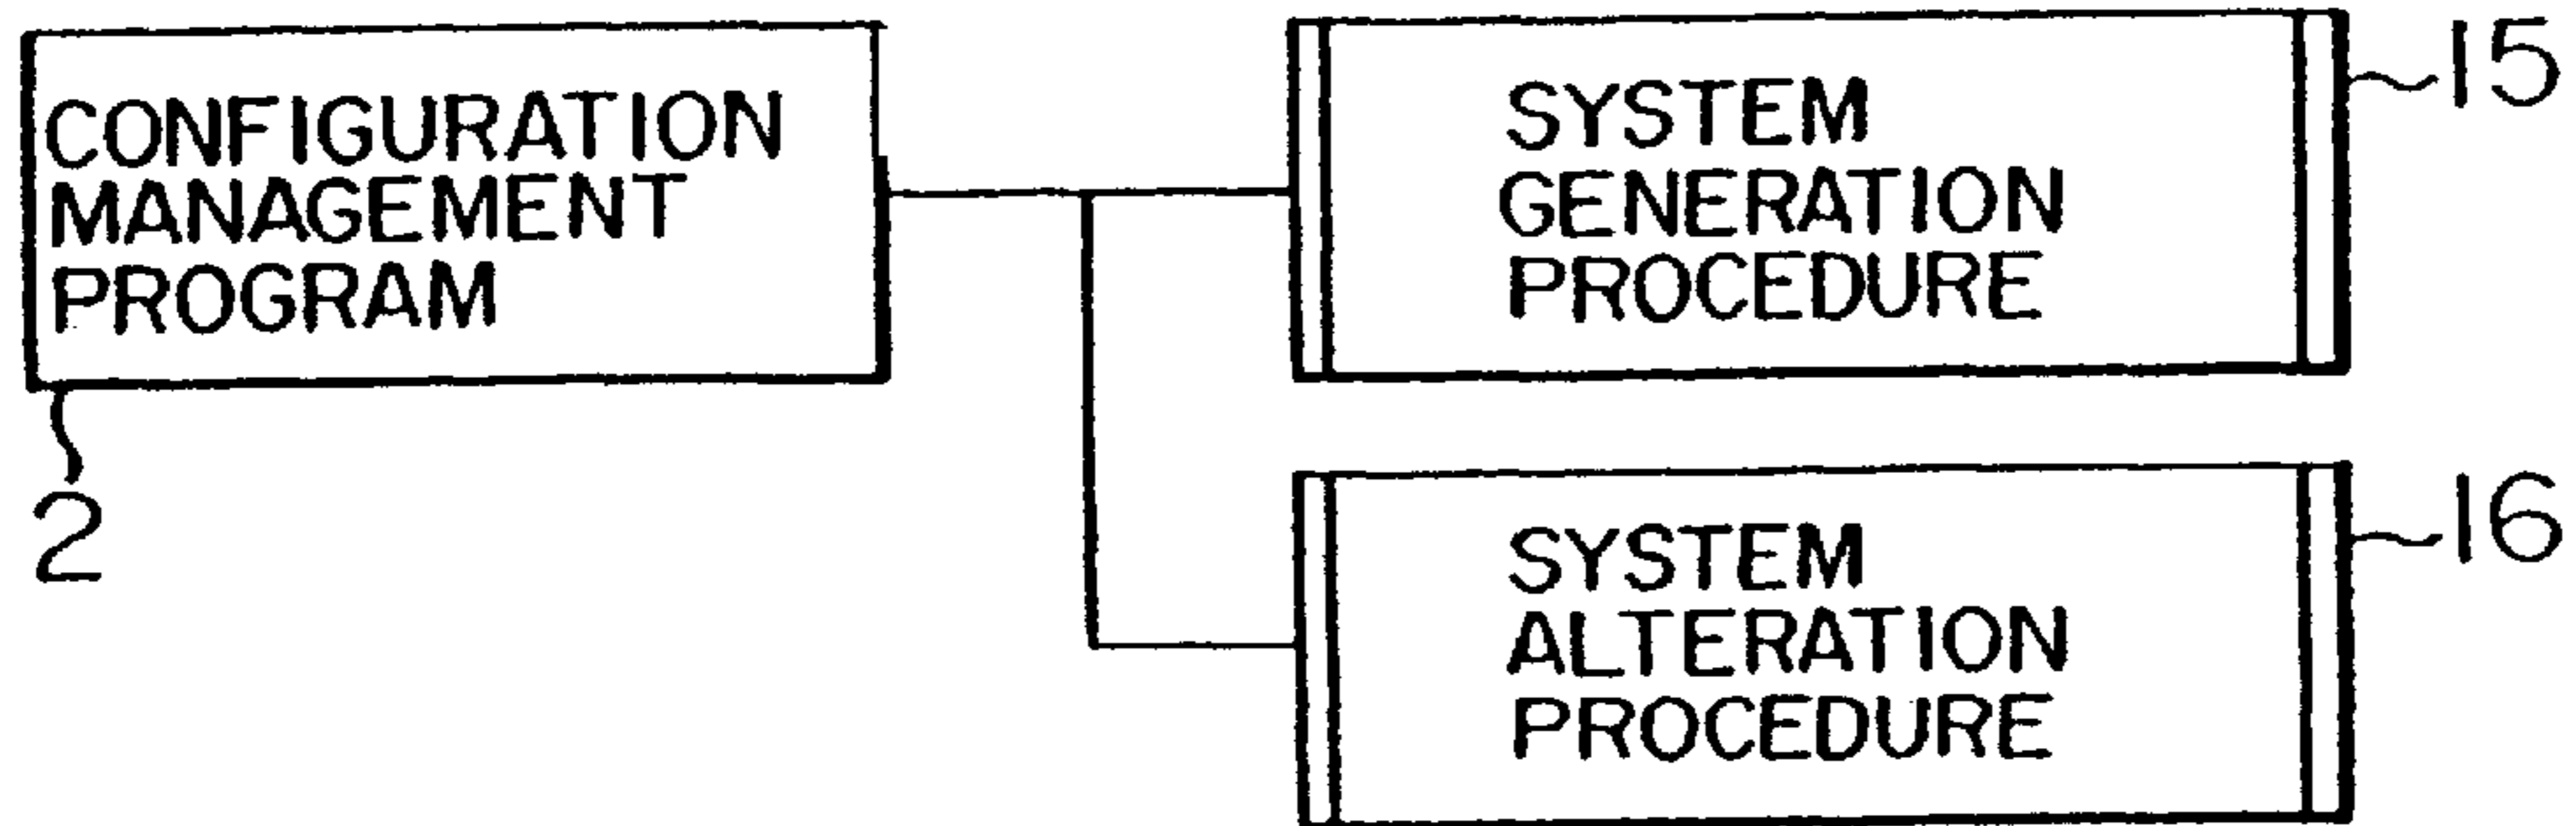 CONFIGURATION
MANAGEMENT
PROGRAM
2
SYSTEM
GENERATION
PROCEDURE
15
SYSTEM
ALTERATION
PROCEDURE
16